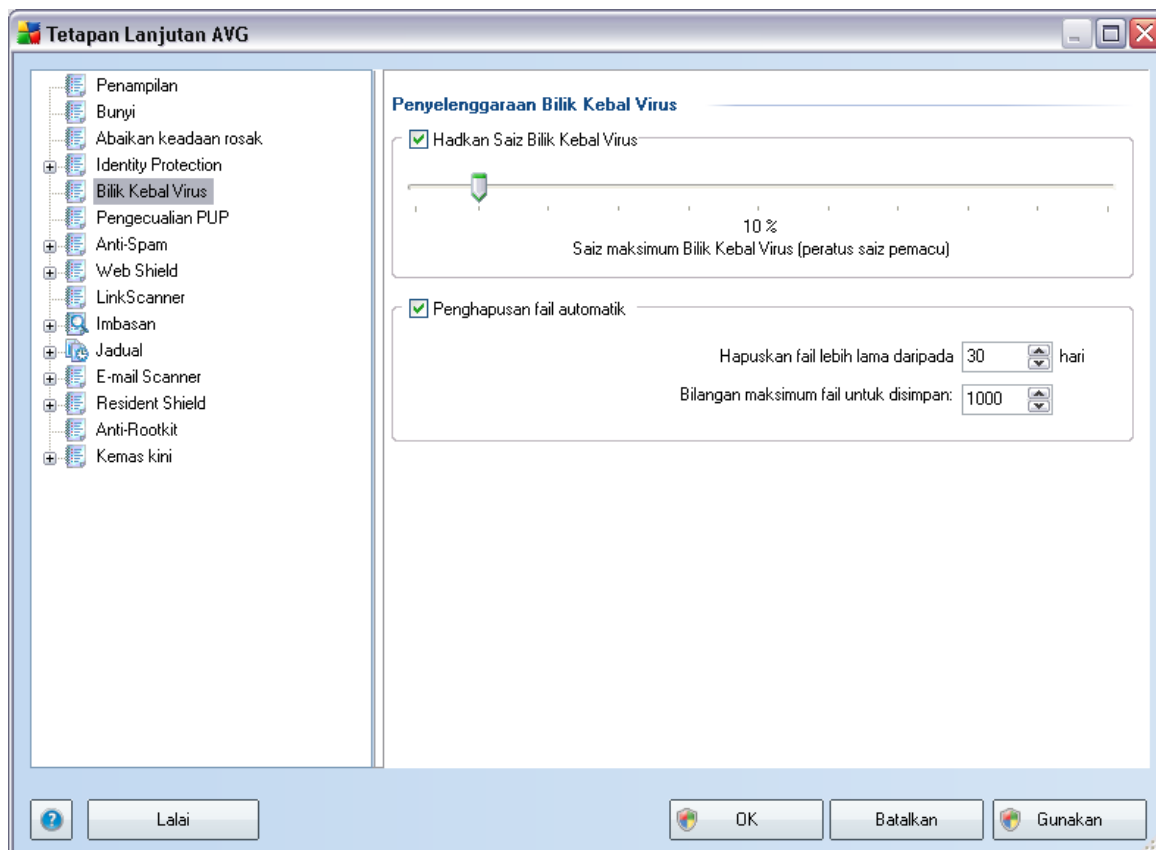 Tetapan Lanjutan AVG
Penampilan
Bunyi
Abaikan keadaan rosak
Identity Protection
Bilik Kebal Virus
Pengecualian PUP
Anti-Spam
Web Shield
LinkScanner
Imbasan
Jadual
E-mail Scanner
Resident Shield
Anti-Rootkit
Kemas kini
Penyelenggaraan Bilik Kebal Virus
Hadkan Saiz Bilik Kebal Virus
10 %
Saiz maksimum Bilik Kebal Virus (peratus saiz pemacu)
Penghapusan fail automatik
Hapuskan fail lebih lama daripada 30 hari
Bilangan maksimum fail untuk disimpan: 1000
Lalai
OK
Batalkan
Gunakan